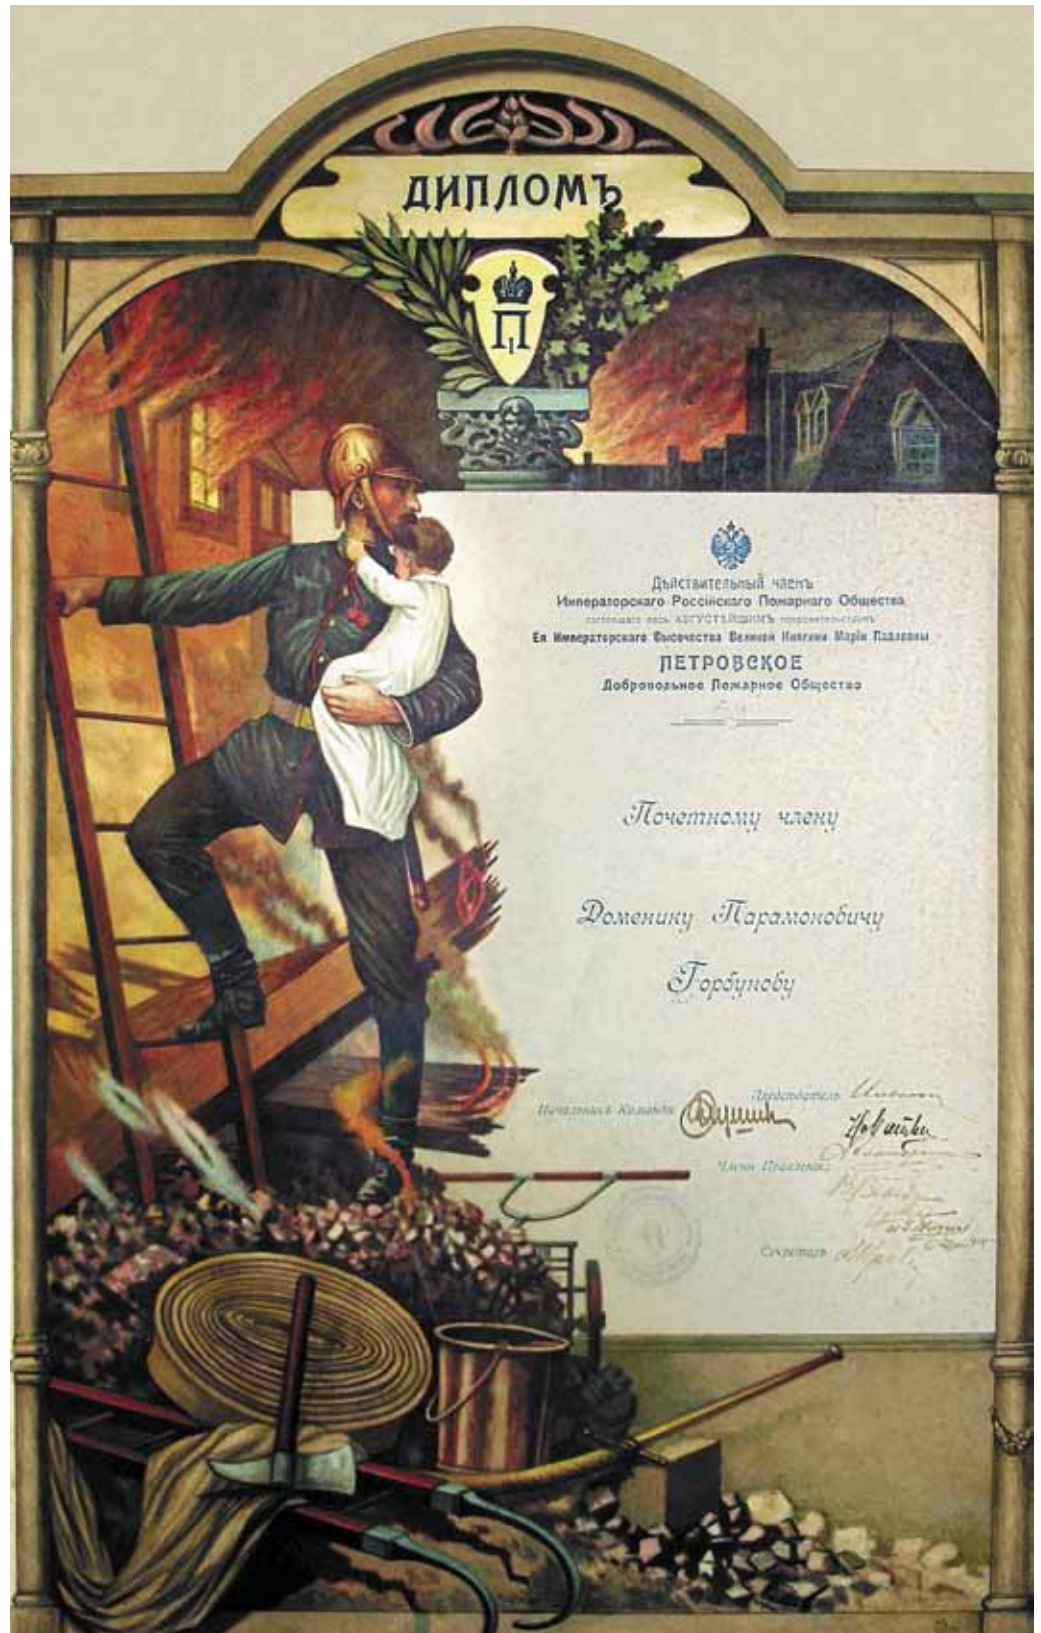 ДИПЛОМЪ
П
I
Дѣйствительный членъ
Императорскаго Россійскаго Пожарнаго Общества
состоящаго подъ АВГУСТѢЙШИМЪ покровительствомъ
Ея Императорскаго Высочества Великой Княгини Маріи Павловны
ПЕТРОВСКОЕ
Добровольное Пожарное Общество
Почетному члену
Доменику Парамоновичу
Горбунову
Предсѣдатель
Начальникъ Команды
Члены Правленія
Секретарь